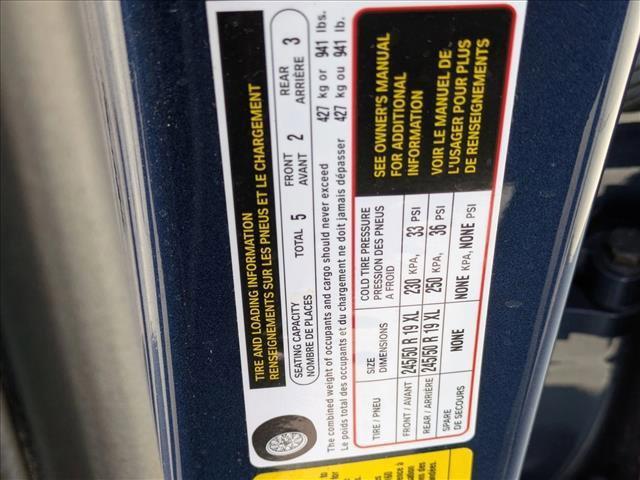 TIRE AND LOADING INFORMATION
RENSEIGNEMENTS SUR LES PNEUS ET LE CHARGEMENT
SEATING CAPACITY TOTAL 5 FRONT 2 REAR 3
NOMBRE DE PLACES AVANT ARRIÈRE
The combined weight of occupants and cargo should never exceed 427 kg or 941 lbs.
Le poids total des occupants et du chargement ne doit jamais dépasser 427 kg ou 941 lb.
TIRE / PNEU SIZE DIMENSIONS COLD TIRE PRESSURE PRESSION DES PNEUS A FROID
FRONT / AVANT 245/50 R 19 XL 230 KPA, 33 PSI
REAR / ARRIÈRE 245/50 R 19 XL 250 KPA, 36 PSI
SPARE DE SECOURS NONE NONE KPA, NONE PSI
SEE OWNER'S MANUAL
FOR ADDITIONAL
INFORMATION
VOIR LE MANUEL DE
L'USAGER POUR PLUS
DE RENSEIGNEMENTS